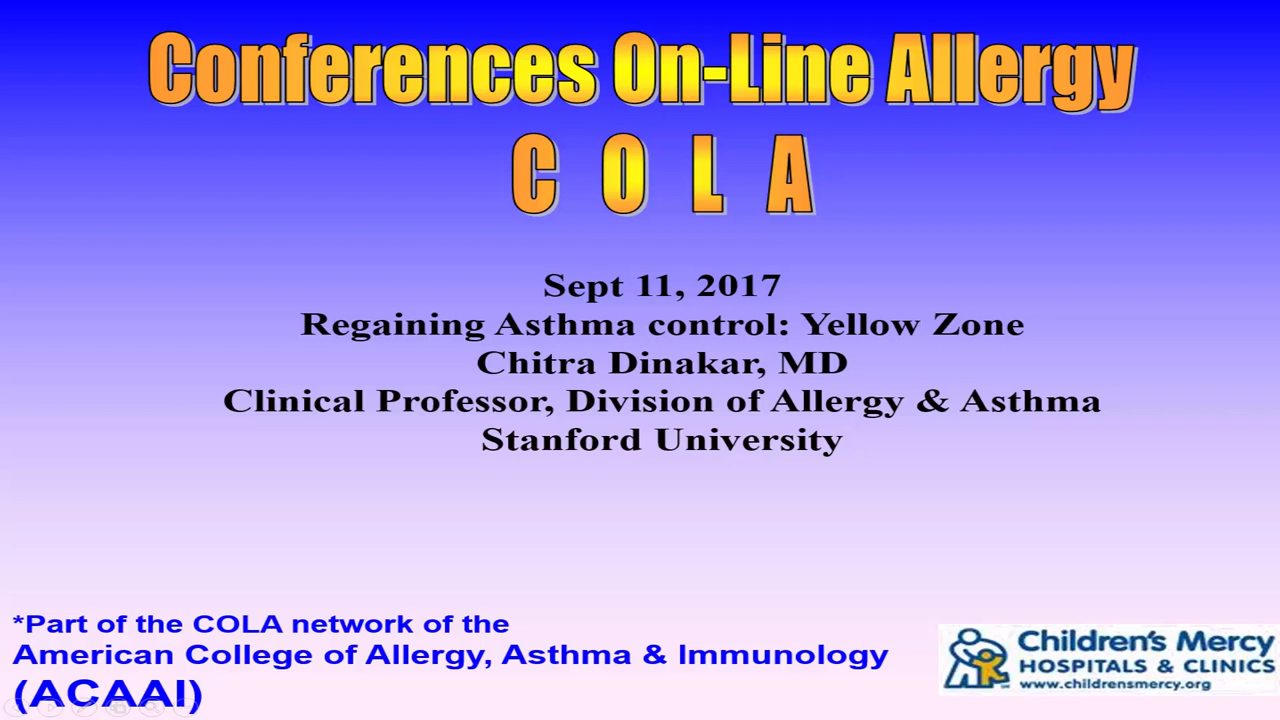 Conferences On-Line Allergy
C O L A
Sept 11, 2017
Regaining Asthma control: Yellow Zone
Chitra Dinakar, MD
Clinical Professor, Division of Allergy & Asthma
Stanford University
*Part of the COLA network of the
American College of Allergy, Asthma & Immunology
(ACAAI)
Children's Mercy
HOSPITALS & CLINICS
www.childrensmercy.org